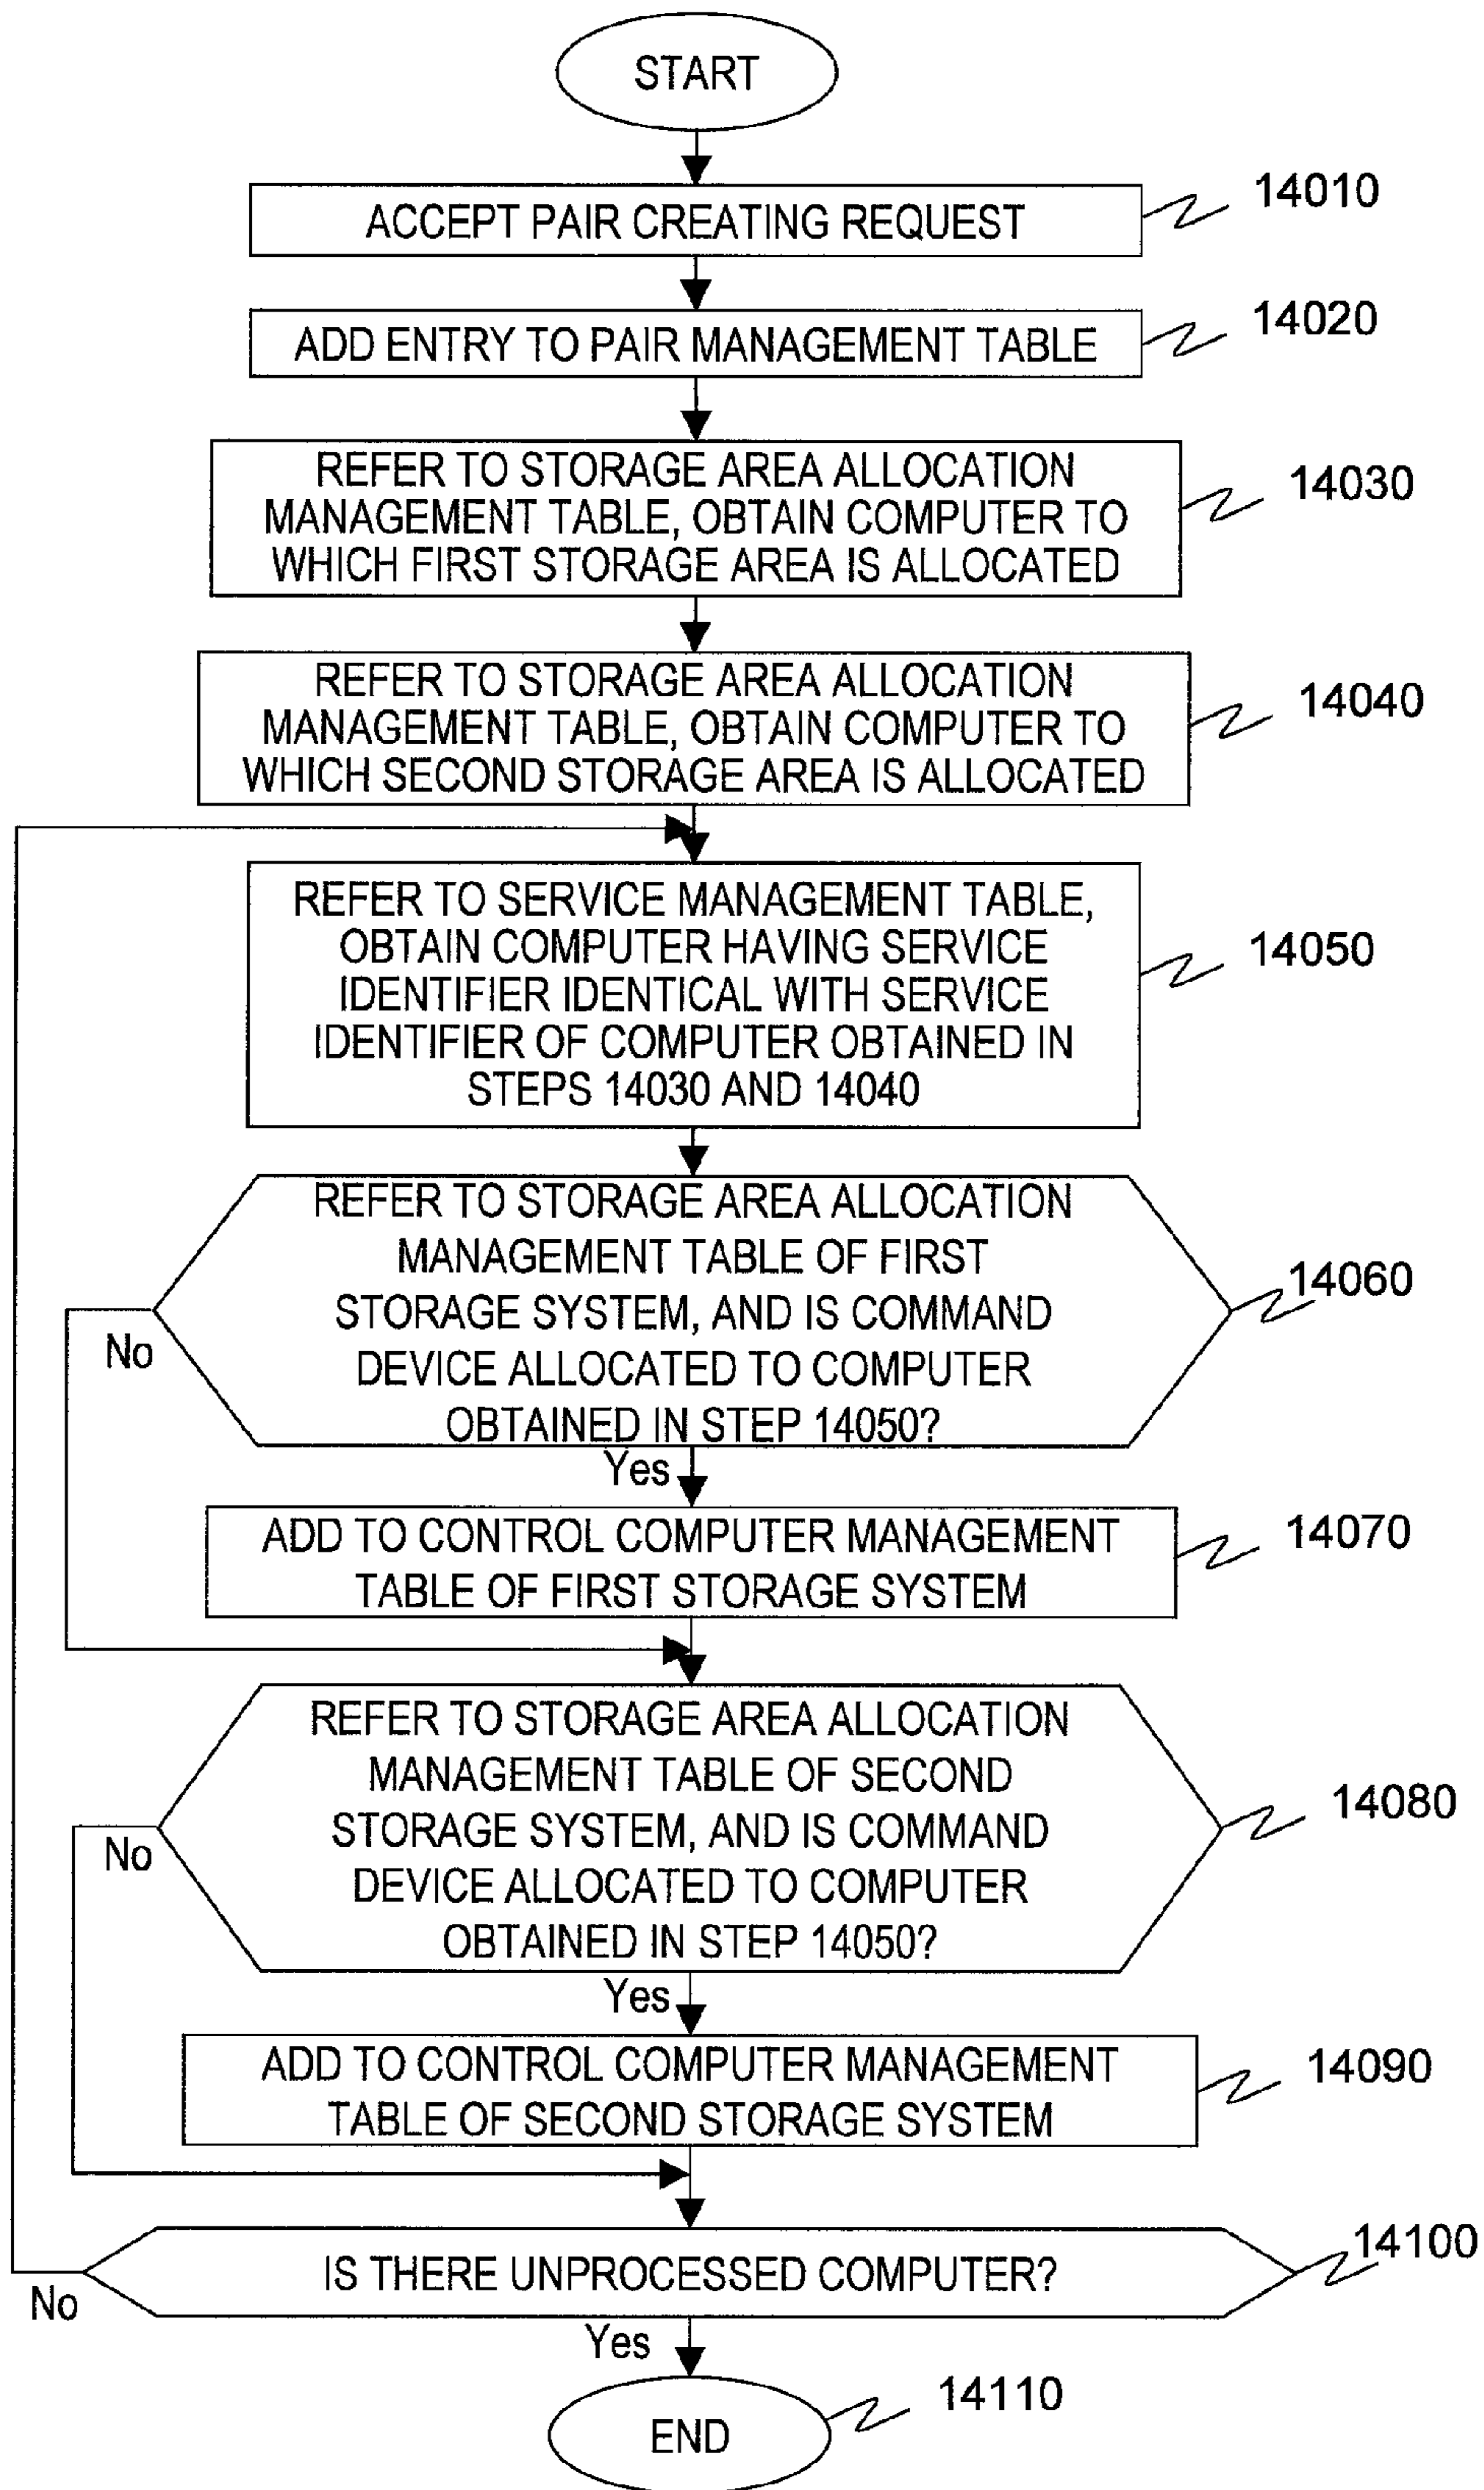 START
ACCEPT PAIR CREATING REQUEST
14010
ADD ENTRY TO PAIR MANAGEMENT TABLE
14020
REFER TO STORAGE AREA ALLOCATION
MANAGEMENT TABLE, OBTAIN COMPUTER TO
WHICH FIRST STORAGE AREA IS ALLOCATED
14030
REFER TO STORAGE AREA ALLOCATION
MANAGEMENT TABLE, OBTAIN COMPUTER TO
WHICH SECOND STORAGE AREA IS ALLOCATED
14040
REFER TO SERVICE MANAGEMENT TABLE,
OBTAIN COMPUTER HAVING SERVICE
IDENTIFIER IDENTICAL WITH SERVICE
IDENTIFIER OF COMPUTER OBTAINED IN
STEPS 14030 AND 14040
14050
REFER TO STORAGE AREA ALLOCATION
MANAGEMENT TABLE OF FIRST
STORAGE SYSTEM, AND IS COMMAND
DEVICE ALLOCATED TO COMPUTER
OBTAINED IN STEP 14050?
14060
No
Yes
ADD TO CONTROL COMPUTER MANAGEMENT
TABLE OF FIRST STORAGE SYSTEM
14070
REFER TO STORAGE AREA ALLOCATION
MANAGEMENT TABLE OF SECOND
STORAGE SYSTEM, AND IS COMMAND
DEVICE ALLOCATED TO COMPUTER
OBTAINED IN STEP 14050?
14080
No
Yes
ADD TO CONTROL COMPUTER MANAGEMENT
TABLE OF SECOND STORAGE SYSTEM
14090
IS THERE UNPROCESSED COMPUTER?
14100
No
Yes
END
14110